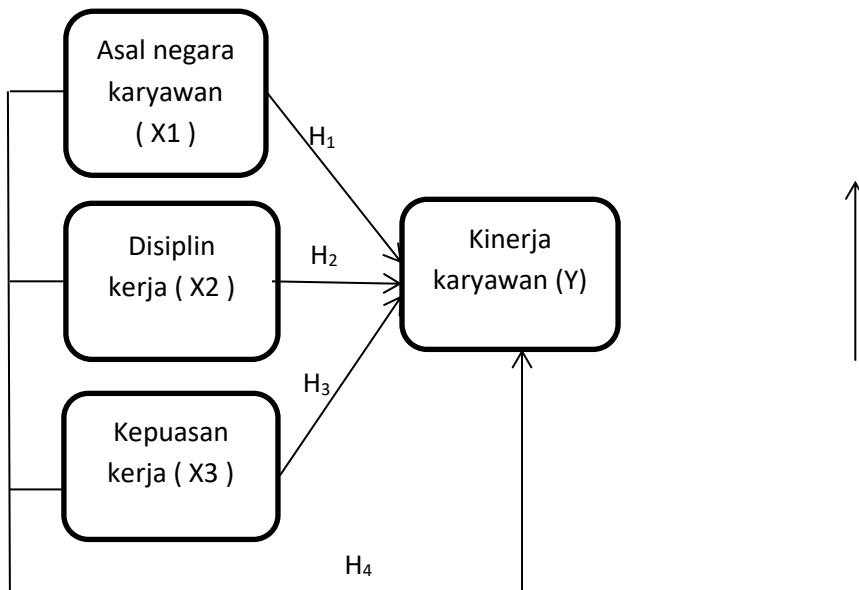 Asal negara
karyawan
( X1 )
H₁
Disiplin
kerja ( X2 )
H₂
Kinerja
karyawan (Y)
H₃
Kepuasan
kerja ( X3 )
H₄